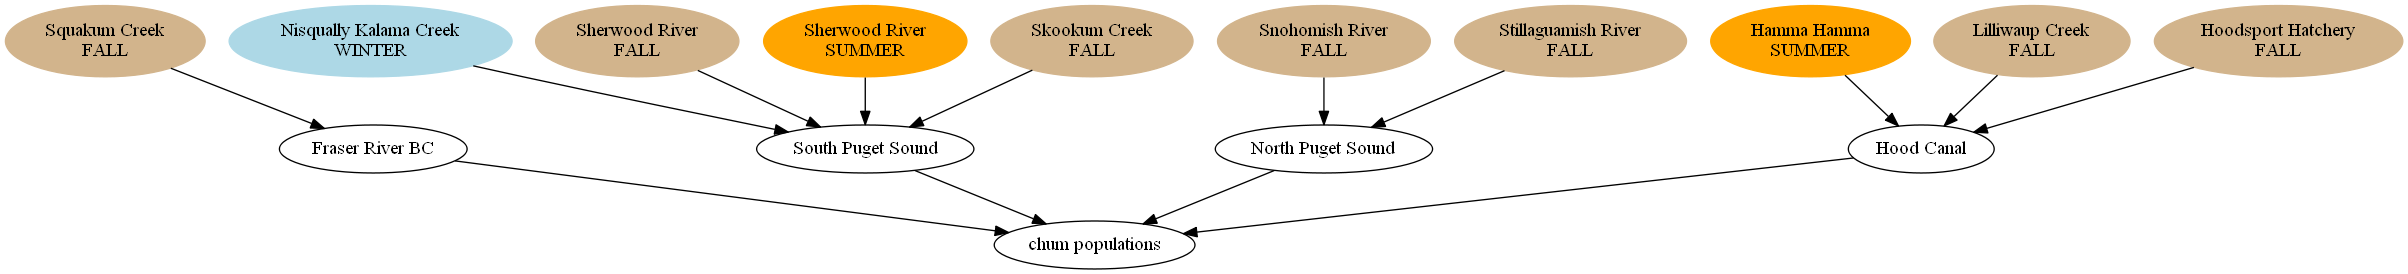 Squakum Creek
FALL
Nisqually Kalama Creek
WINTER
Sherwood River
FALL
Sherwood River
SUMMER
Skookum Creek
FALL
Snohomish River
FALL
Stillaguamish River
FALL
Hamma Hamma
SUMMER
Lilliwaup Creek
FALL
Hoodsport Hatchery
FALL
Fraser River BC
South Puget Sound
North Puget Sound
Hood Canal
chum populations